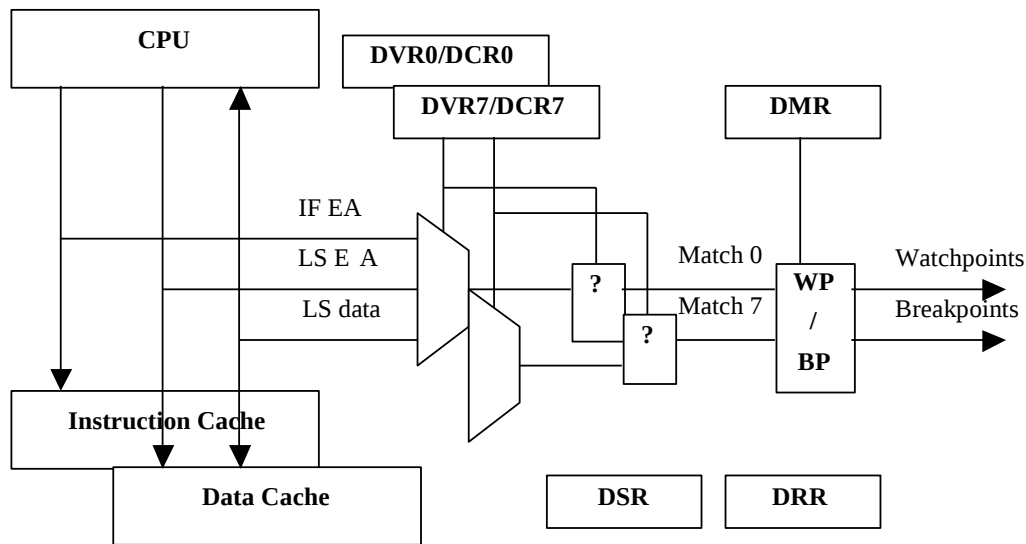 CPU
DVR0/DCR0
DVR7/DCR7
DMR
IF EA
LS E A
LS data
Match 0
Match 7
?
?
WP
/
BP
Watchpoints
Breakpoints
Instruction Cache
Data Cache
DSR
DRR